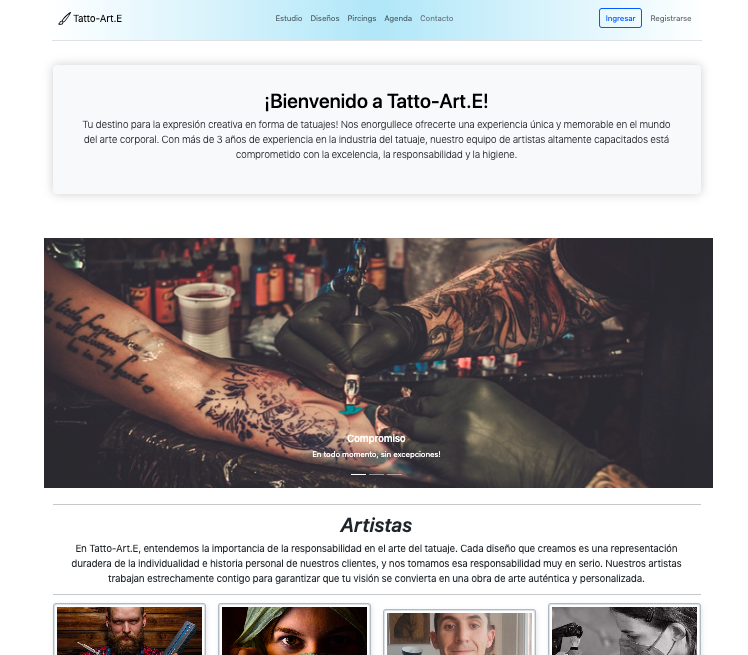 Tatto-Art.E
Estudio Diseños Pircings Agenda Contacto
Ingresar Registrarse
¡Bienvenido a Tatto-Art.E!
Tu destino para la expresión creativa en forma de tatuajes! Nos enorgullece ofrecerte una experiencia única y memorable en el mundo
del arte corporal. Con más de 3 años de experiencia en la industria del tatuaje, nuestro equipo de artistas altamente capacitados está
comprometido con la excelencia, la responsabilidad y la higiene.
Compromiso
En todo momento, sin excepciones!
Artistas
En Tatto-Art.E, entendemos la importancia de la responsabilidad en el arte del tatuaje. Cada diseño que creamos es una representación
duradera de la individualidad e historia personal de nuestros clientes, y nos tomamos esa responsabilidad muy en serio. Nuestros artistas
trabajan estrechamente contigo para garantizar que tu visión se convierta en una obra de arte auténtica y personalizada.